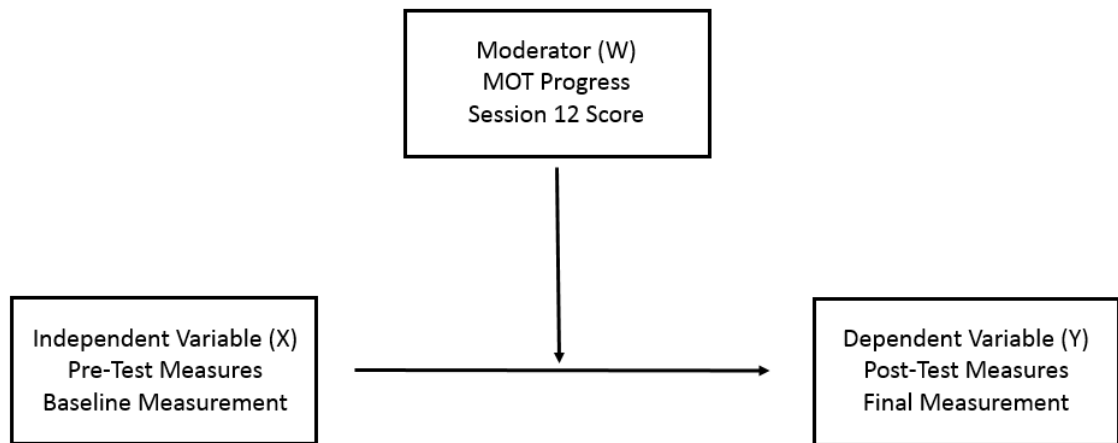 Moderator (W)
MOT Progress
Session 12 Score
Independent Variable (X)
Pre-Test Measures
Baseline Measurement
Dependent Variable (Y)
Post-Test Measures
Final Measurement